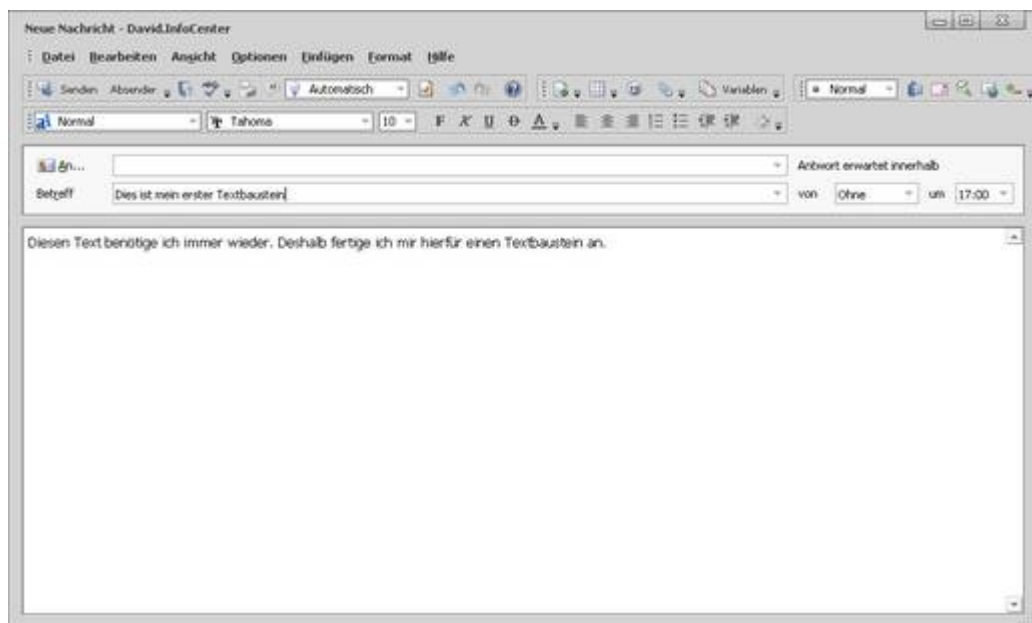 Neue Nachricht - David.InfoCenter
Datei Bearbeiten Ansicht Optionen Einfügen Format Hilfe
Senden Absender Automatisch Variablen Normal
Normal Tahoma 10 F K U A
An... Antwort erwartet innerhalb
Betreff Dies ist mein erster Textbaustein von Ohne um 17:00
Diesen Text benötige ich immer wieder. Deshalb fertige ich mir hierfür einen Textbaustein an.